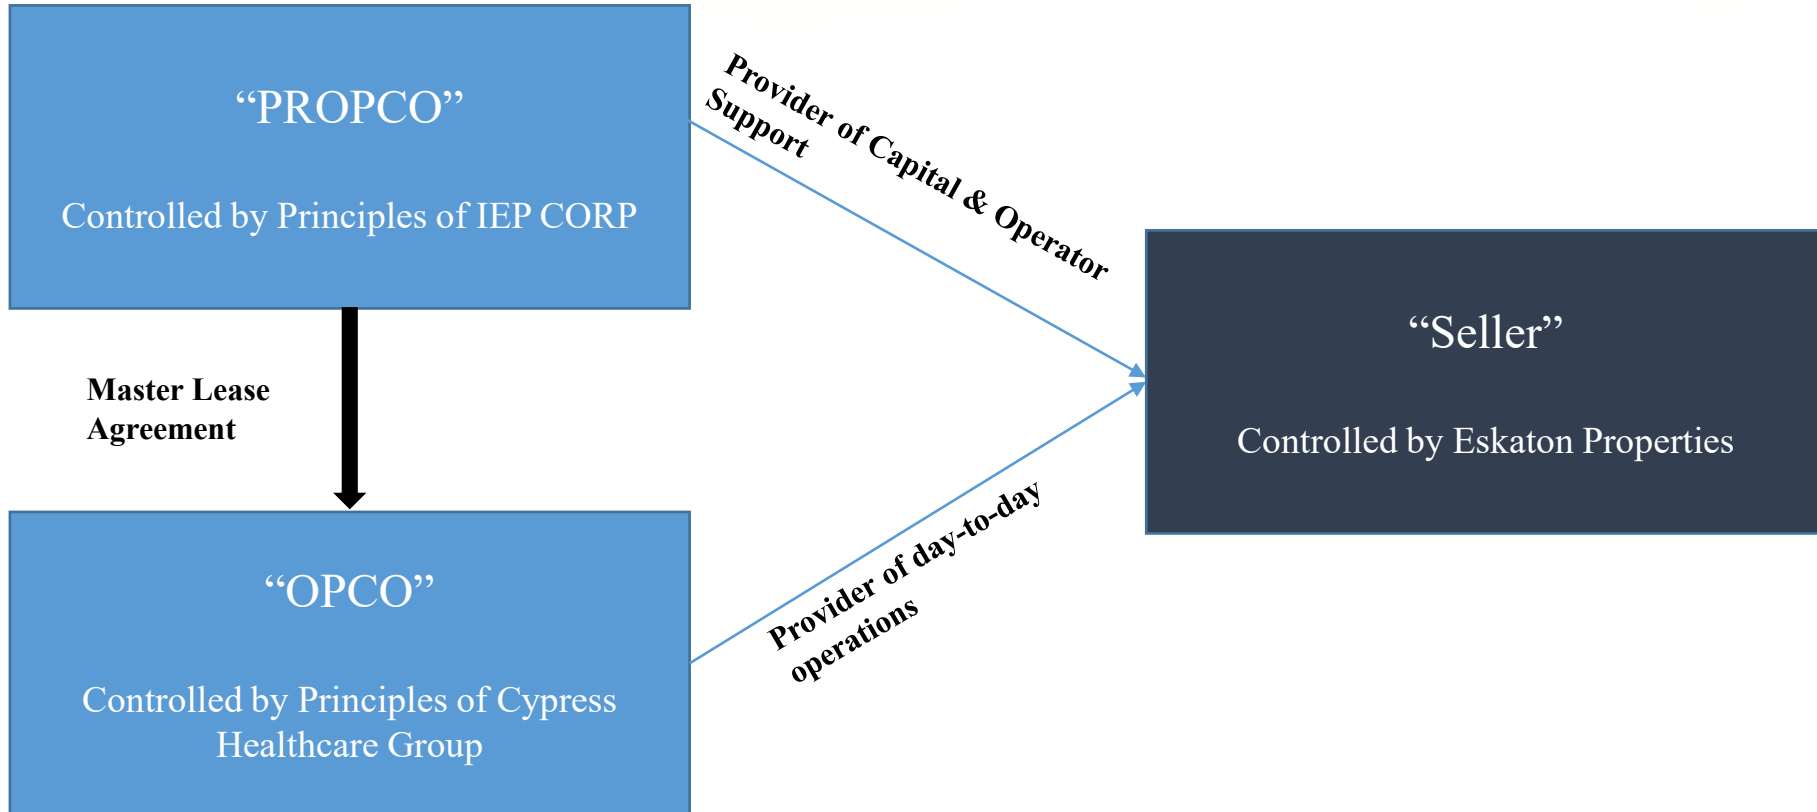 “PROPCO”
Controlled by Principles of IEP CORP
Provider of Capital & Operator
Support
“Seller”
Controlled by Eskaton Properties
Master Lease
Agreement
“OPCO”
Controlled by Principles of Cypress
Healthcare Group
Provider of day-to-day
operations